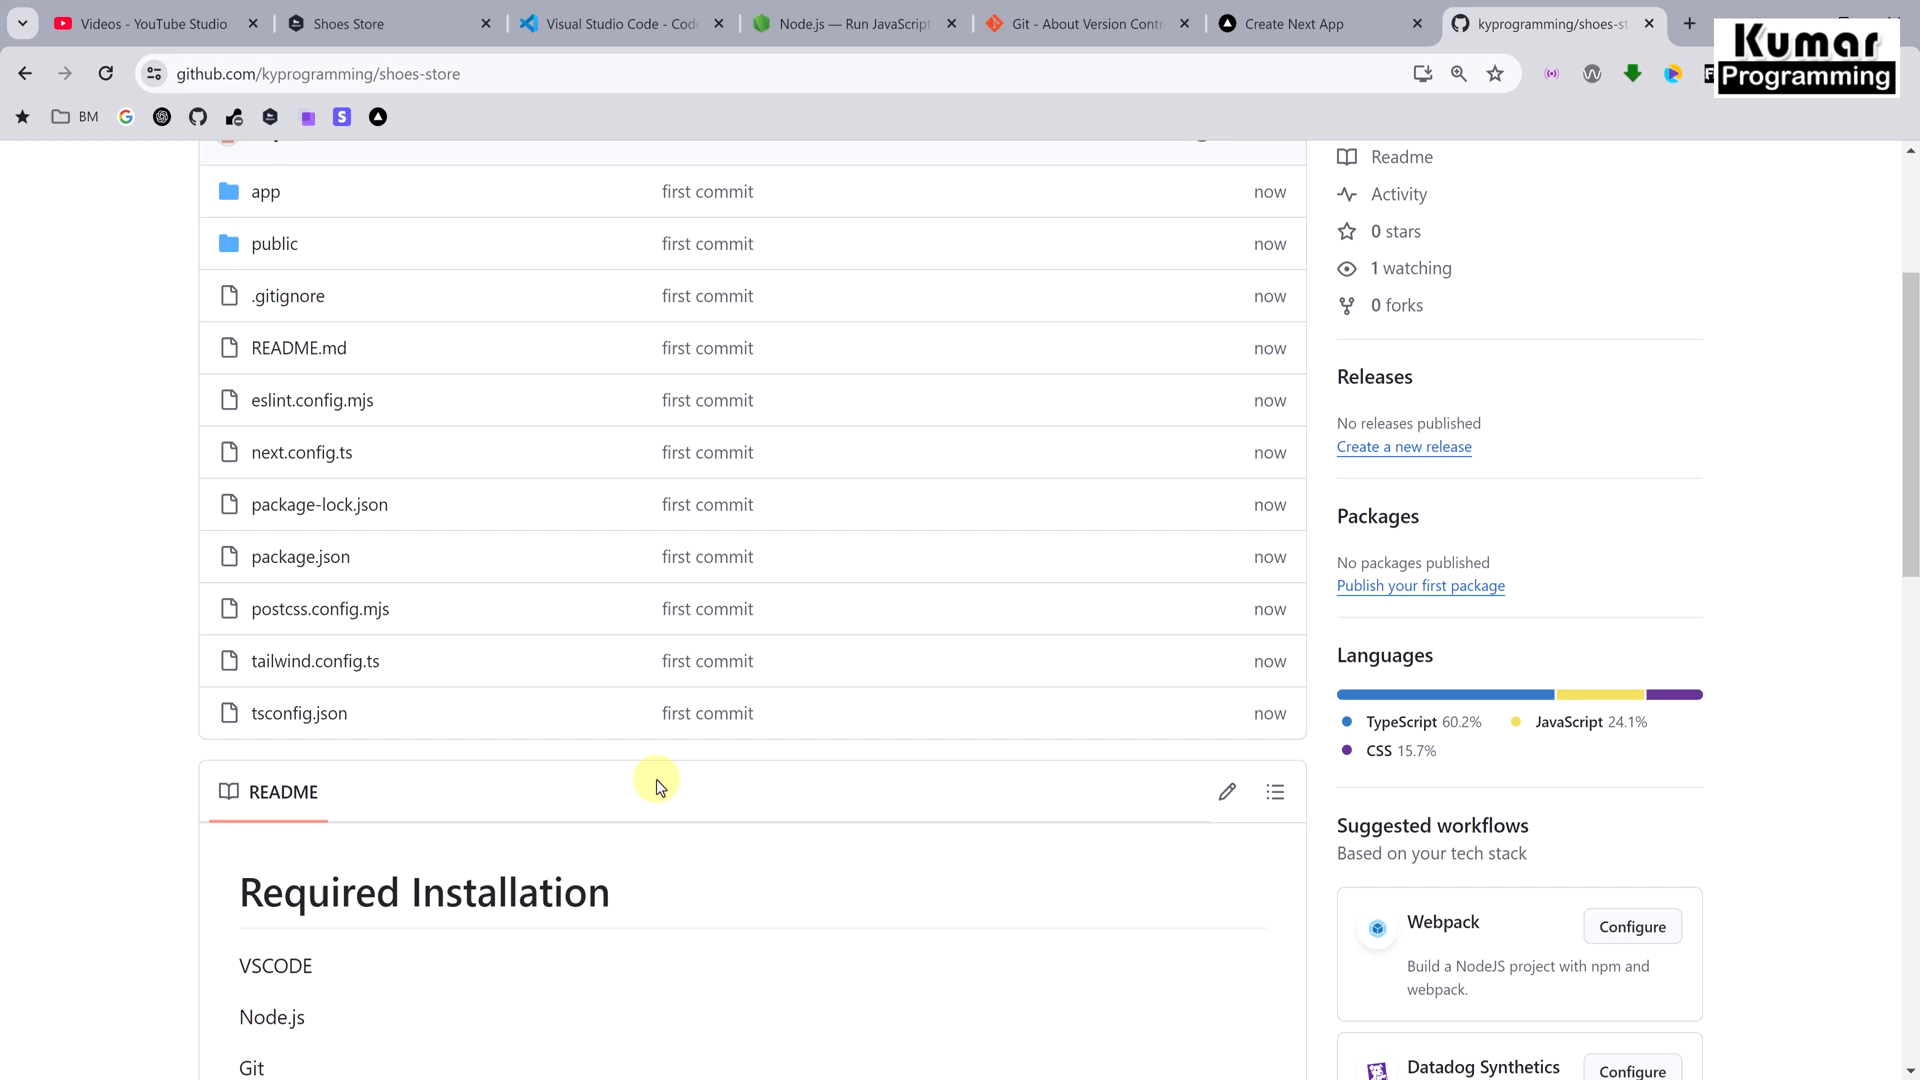 Videos - YouTube Studio
Shoes Store
Visual Studio Code - Cod
Node.js — Run JavaScript
Git - About Version Contr
Create Next App
kyprogramming/shoes-st
Kumar
Programming
github.com/kyprogramming/shoes-store
BM
app first commit now
public first commit now
.gitignore first commit now
README.md first commit now
eslint.config.mjs first commit now
next.config.ts first commit now
package-lock.json first commit now
package.json first commit now
postcss.config.mjs first commit now
tailwind.config.ts first commit now
tsconfig.json first commit now
README
Required Installation
VSCODE
Node.js
Git
Readme
Activity
0 stars
1 watching
0 forks
Releases
No releases published
Create a new release
Packages
No packages published
Publish your first package
Languages
TypeScript 60.2% JavaScript 24.1%
CSS 15.7%
Suggested workflows
Based on your tech stack
Webpack
Configure
Build a NodeJS project with npm and
webpack.
Datadog Synthetics
Configure